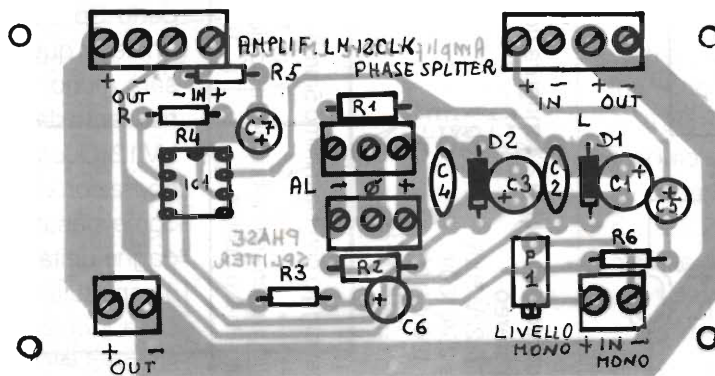 AMPLIF. LM12CLK
PHASE SPLITTER
+ OUT - - IN +
R5
+ IN - + OUT -
R
R4
C7
R1
L
D2
D1
IC1
AL - ø +
C4
C3
C2
C1
C5
PHASE
SPLITTER
R3
R2
P1
R6
C6
+ OUT -
LIVELLO
MONO
+ IN -
MONO